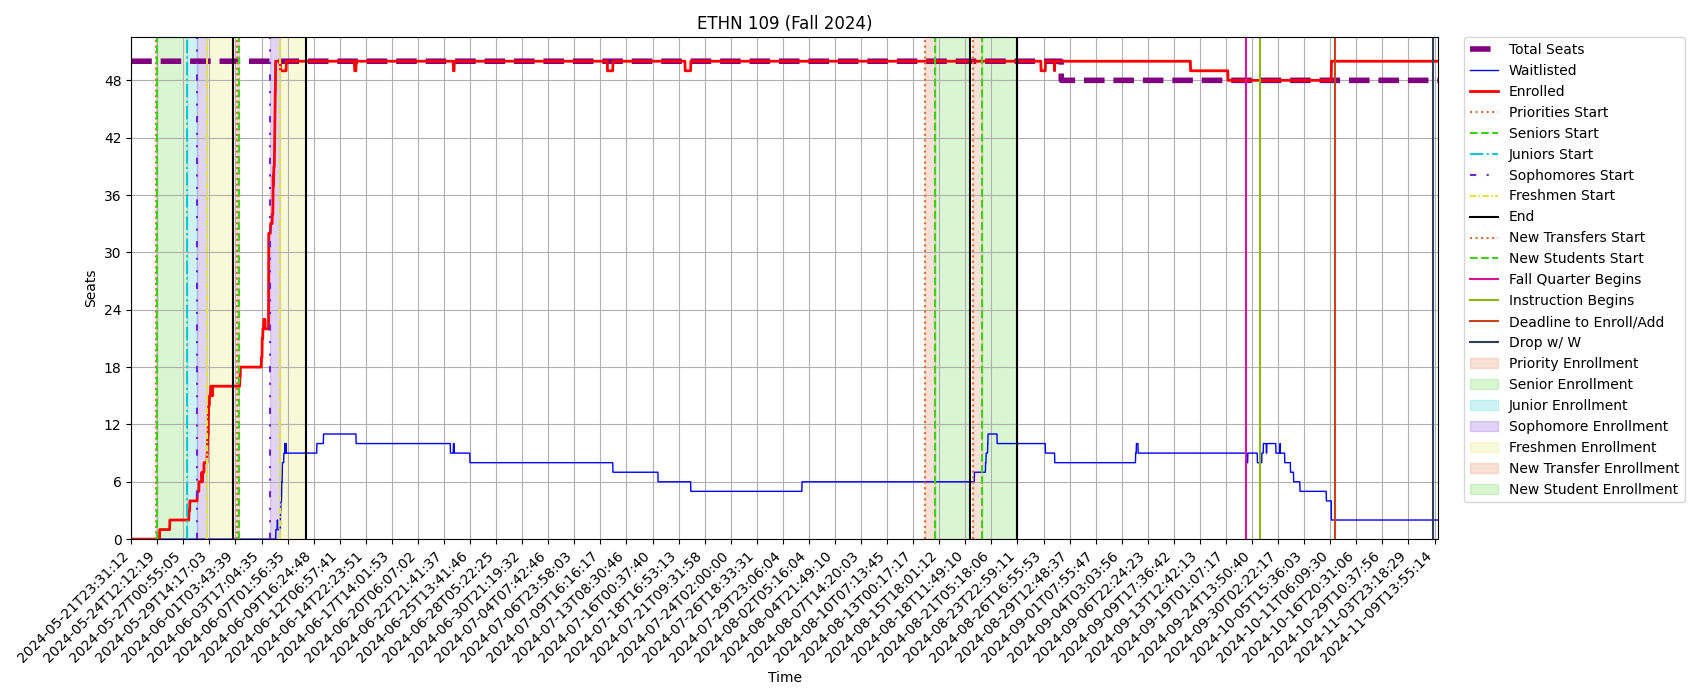 ETHN 109 (Fall 2024)
Seats
48
42
36
30
24
18
12
6
0
2024-05-21T23:31:12
2024-05-24T12:12:19
2024-05-27T00:55:05
2024-05-29T14:17:03
2024-06-01T03:43:39
2024-06-03T17:04:35
2024-06-07T01:56:35
2024-06-09T16:24:48
2024-06-12T06:57:41
2024-06-14T22:23:51
2024-06-17T14:01:53
2024-06-20T06:07:02
2024-06-22T21:41:37
2024-06-25T13:41:46
2024-06-28T05:22:25
2024-06-30T21:19:32
2024-07-04T07:42:46
2024-07-06T23:58:03
2024-07-09T16:16:17
2024-07-13T08:30:46
2024-07-16T00:37:40
2024-07-18T16:53:13
2024-07-21T09:31:58
2024-07-24T02:00:00
2024-07-26T18:33:31
2024-07-29T23:06:04
2024-08-02T05:16:04
2024-08-04T21:49:10
2024-08-07T14:20:03
2024-08-10T07:13:45
2024-08-13T00:17:17
2024-08-15T18:01:12
2024-08-18T11:49:10
2024-08-21T05:18:06
2024-08-23T22:59:11
2024-08-26T16:55:53
2024-08-29T12:48:37
2024-09-01T07:55:47
2024-09-04T03:03:56
2024-09-06T22:24:23
2024-09-09T17:36:42
2024-09-13T12:42:13
2024-09-19T01:07:17
2024-09-24T13:50:40
2024-09-30T02:22:17
2024-10-05T15:36:03
2024-10-11T06:09:30
2024-10-16T20:31:06
2024-10-29T10:37:56
2024-11-03T23:18:29
2024-11-09T13:55:14
Time
Total Seats
Waitlisted
Enrolled
Priorities Start
Seniors Start
Juniors Start
Sophomores Start
Freshmen Start
End
New Transfers Start
New Students Start
Fall Quarter Begins
Instruction Begins
Deadline to Enroll/Add
Drop w/ W
Priority Enrollment
Senior Enrollment
Junior Enrollment
Sophomore Enrollment
Freshmen Enrollment
New Transfer Enrollment
New Student Enrollment